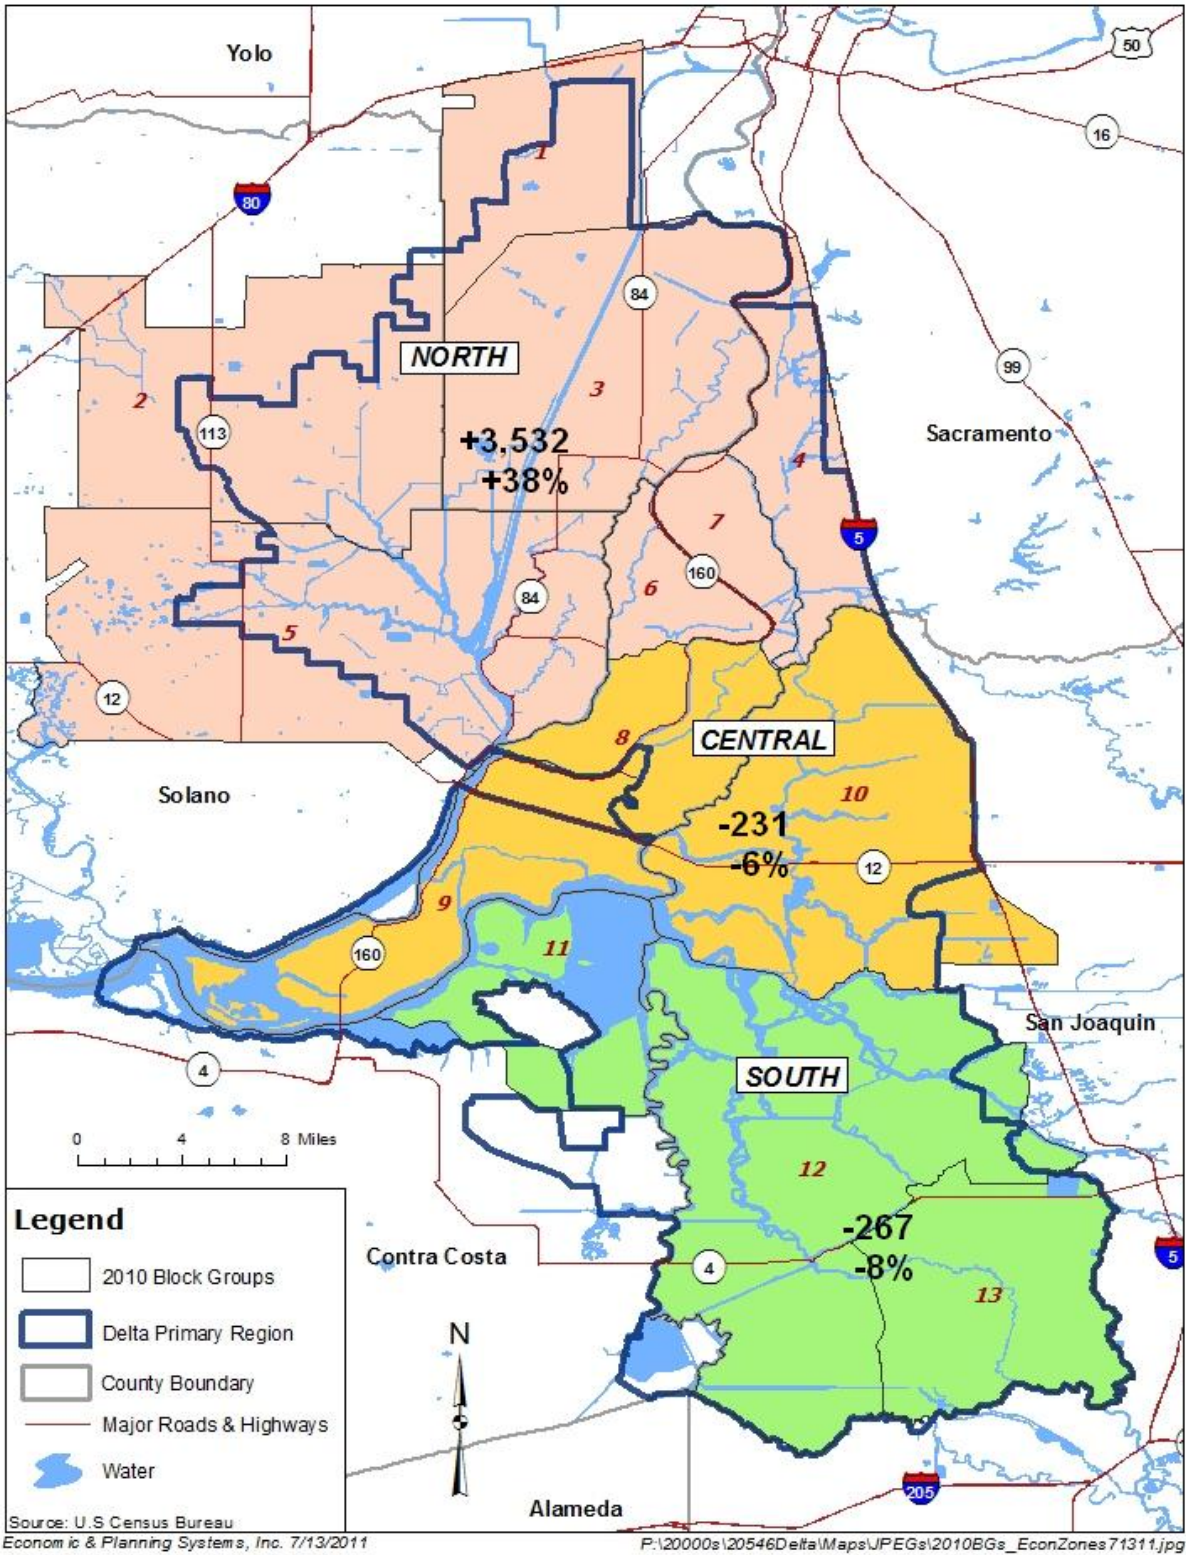 Yolo
50
16
80
1
84
NORTH
3
99
2
113
Sacramento
+3,532
+38%
4
7
5
160
6
84
5
12
8
CENTRAL
Solano
10
-231
-6%
12
9
11
160
San Joaquin
4
SOUTH
0 4 8 Miles
12
Legend
-267
Contra Costa
5
4
-8%
2010 Block Groups
13
Delta Primary Region
N
County Boundary
Major Roads & Highways
Water
205
Alameda
Source: U.S Census Bureau
Economic & Planning Systems, Inc. 7/13/2011
P:\20000s\20546Delta\Maps\JPEGs\2010BGs_EconZones71311.jpg